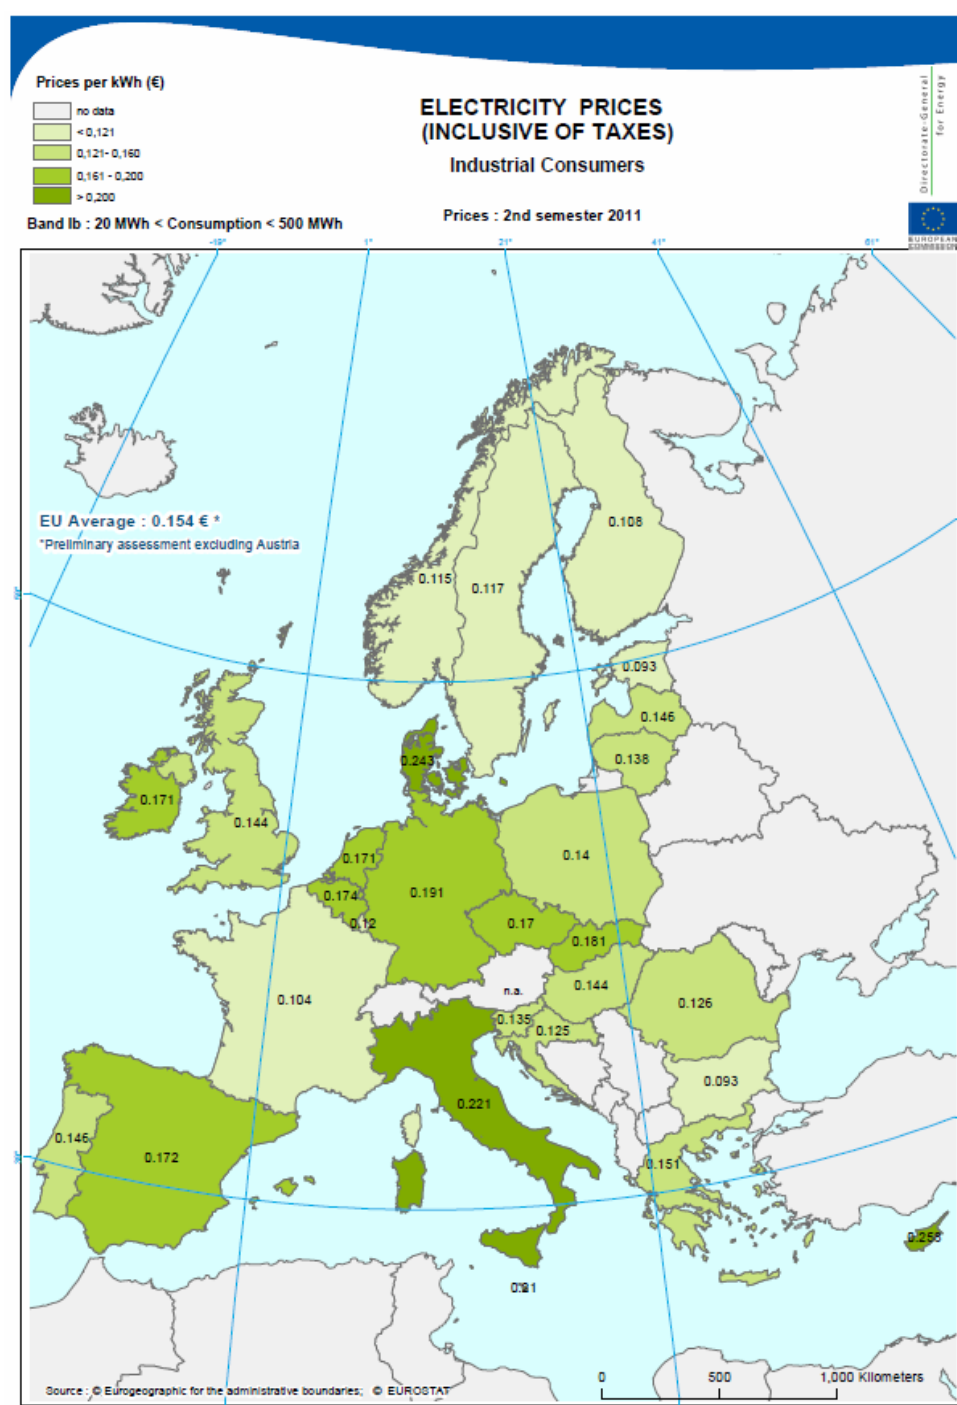 Prices per kWh (€)
no data
< 0,121
0,121- 0,160
0,161 - 0,200
> 0,200
Band Ib : 20 MWh < Consumption < 500 MWh
ELECTRICITY PRICES
(INCLUSIVE OF TAXES)
Industrial Consumers
Prices : 2nd semester 2011
Directorate-General
for Energy
EUROPEAN
COMMISSION
-19°
1°
21°
41°
61°
EU Average : 0.154 € *
*Preliminary assessment excluding Austria
0.108
0.115
0.117
0.093
0.146
0.138
0.243
0.171
0.144
0.171
0.14
0.174
0.191
0.12
0.17
0.181
n.a.
0.144
0.104
0.126
0.135
0.125
0.093
0.221
0.146
0.172
0.151
0
500
1,000 Kilometers
Source : © Eurogeographic for the administrative boundaries; © EUROSTAT